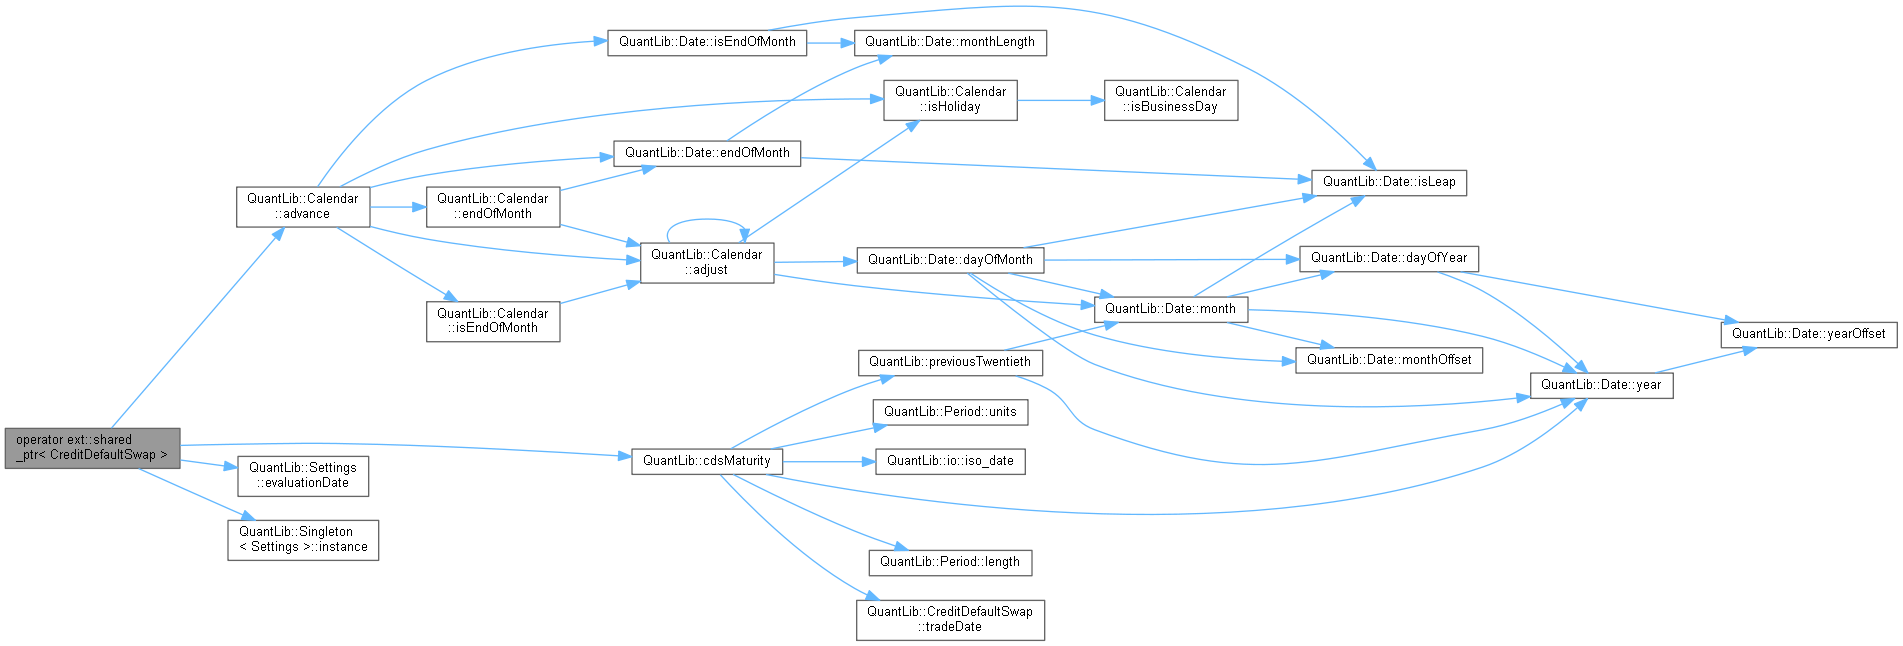 QuantLib::Date::isEndOfMonth
QuantLib::Date::monthLength
QuantLib::Calendar
::isHoliday
QuantLib::Calendar
::isBusinessDay
QuantLib::Date::endOfMonth
QuantLib::Date::isLeap
QuantLib::Calendar
::advance
QuantLib::Calendar
::endOfMonth
QuantLib::Calendar
::adjust
QuantLib::Date::dayOfMonth
QuantLib::Date::dayOfYear
QuantLib::Date::month
QuantLib::Calendar
::isEndOfMonth
QuantLib::Date::yearOffset
QuantLib::previousTwentieth
QuantLib::Date::monthOffset
QuantLib::Date::year
QuantLib::Period::units
operator ext::shared
_ptr< CreditDefaultSwap >
QuantLib::cdsMaturity
QuantLib::io::iso_date
QuantLib::Settings
::evaluationDate
QuantLib::Singleton
< Settings >::instance
QuantLib::Period::length
QuantLib::CreditDefaultSwap
::tradeDate